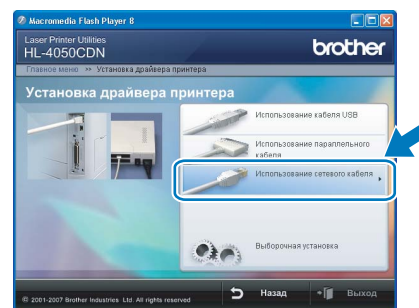 Macromedia Flash Player 8
Laser Printer Utilities
HL-4050CDN
brother
Главное меню >> Установка драйвера принтера
Установка драйвера принтера
Использование кабеля USB
Использование параллельного
кабеля
Использование сетевого кабеля
Выборочная установка
© 2001-2007 Brother Industries Ltd. All rights reserved
Назад
Выход